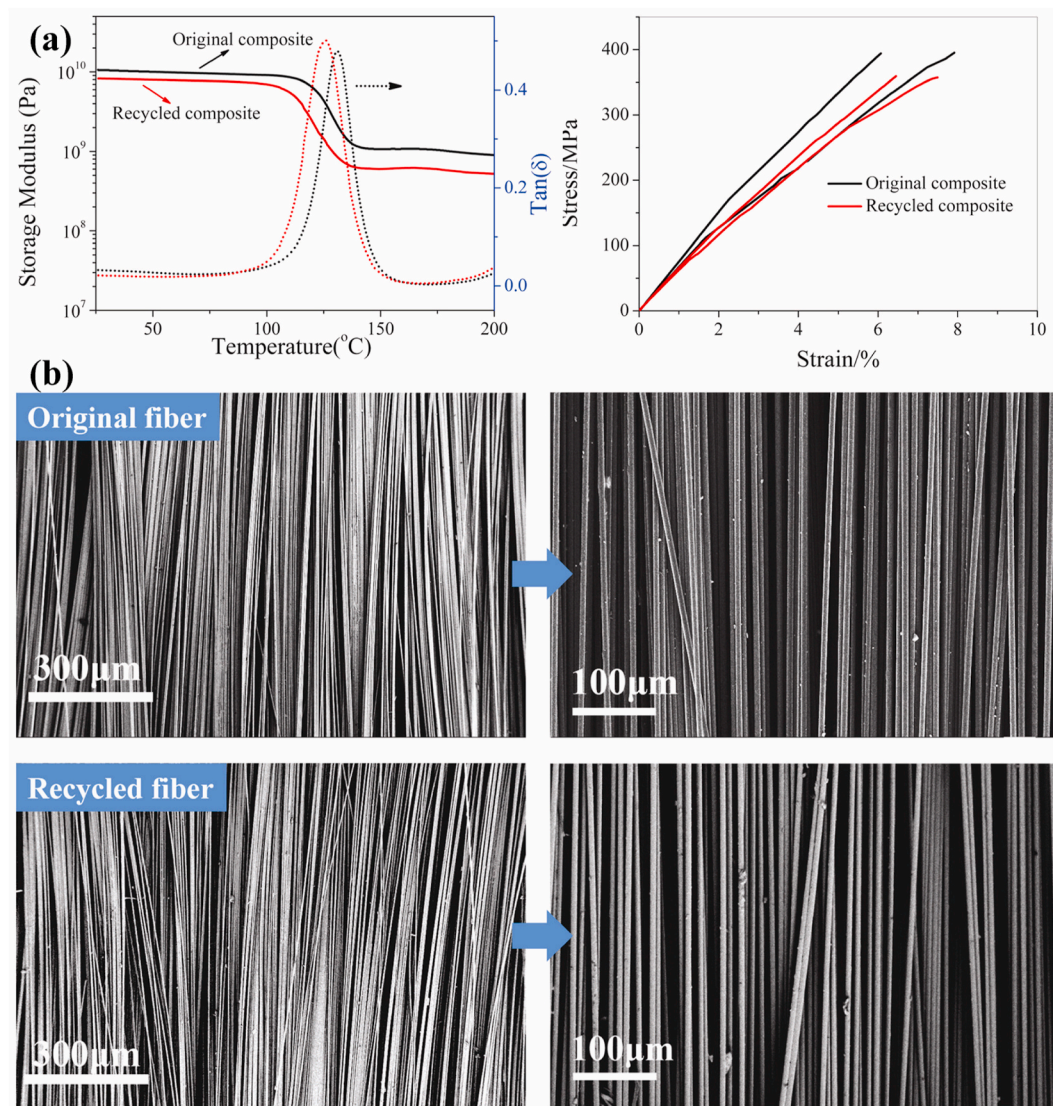 (a)
Original composite
Recycled composite
Storage Modulus (Pa)
10¹⁰
10⁹
10⁸
10⁷
50
100
150
200
Temperature(°C)
0.4
0.2
0.0
Tan(δ)
Stress/MPa
400
300
200
100
0
Original composite
Recycled composite
0
2
4
6
8
10
Strain/%
(b)
Original fiber
300μm
100μm
Recycled fiber
300μm
100μm